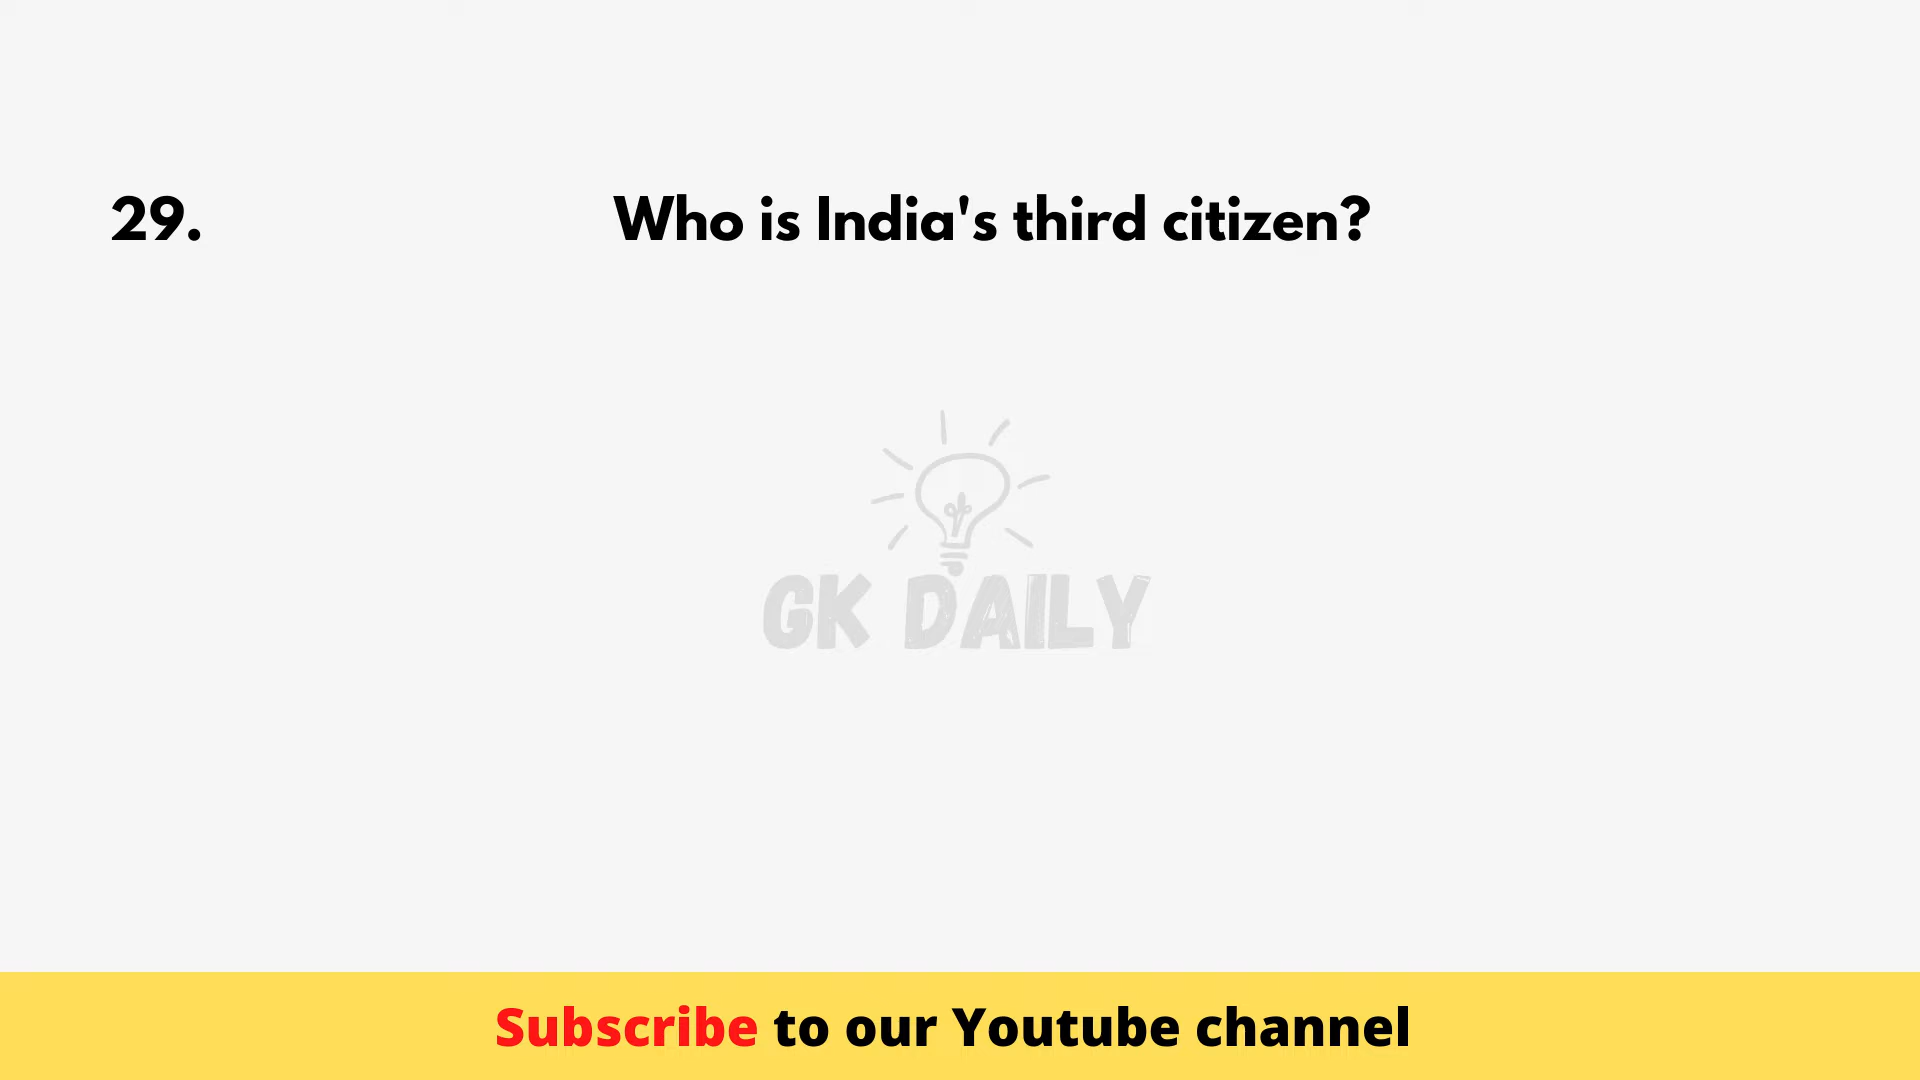 29. Who is India's third citizen?
GK DAILY
Subscribe to our Youtube channel